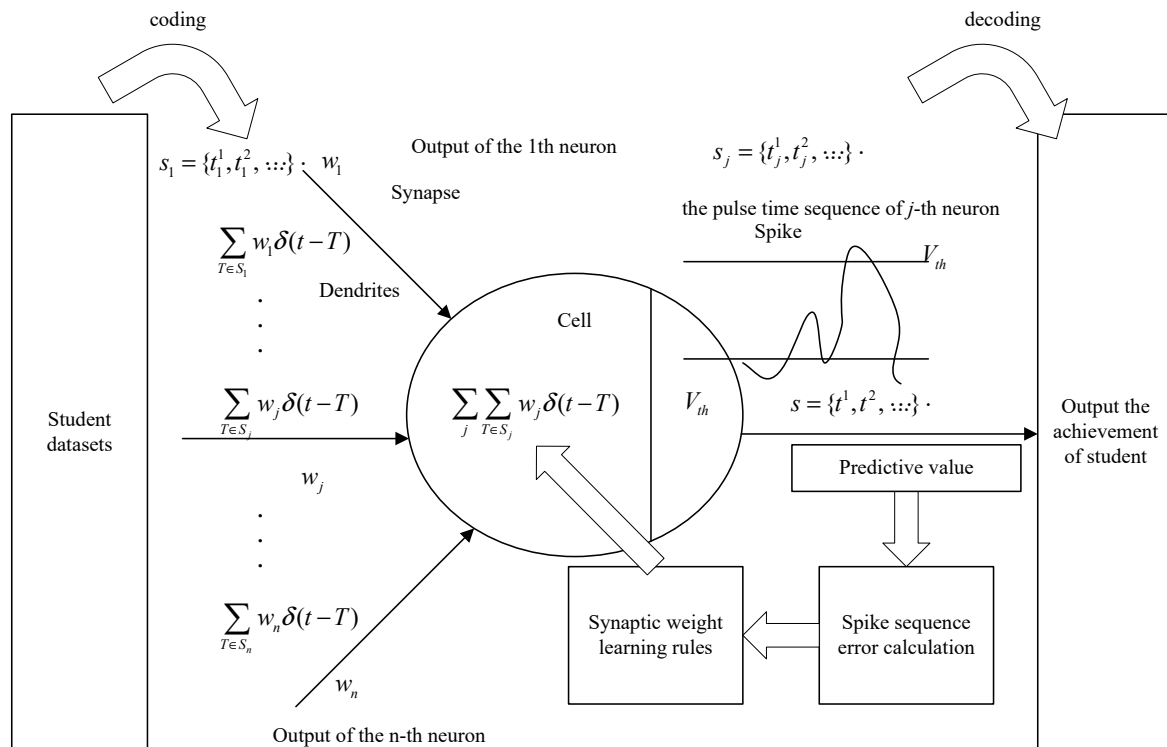 coding
decoding
s_1 = {t_1^1, t_1^2, ...} · w_1
Output of the 1th neuron
s_j = {t_j^1, t_j^2, ...} ·
Synapse
the pulse time sequence of j-th neuron
Spike
V_th
∑_{T∈S_1} w_1 δ(t−T)
Dendrites
Cell
Student
datasets
∑_{T∈S_j} w_j δ(t−T)
w_j
∑_j ∑_{T∈S_j} w_j δ(t−T)
V_th
s = {t^1, t^2, ...} ·
Output the
achievement
of student
Predictive value
∑_{T∈S_n} w_n δ(t−T)
w_n
Output of the n-th neuron
Synaptic weight
learning rules
Spike sequence
error calculation